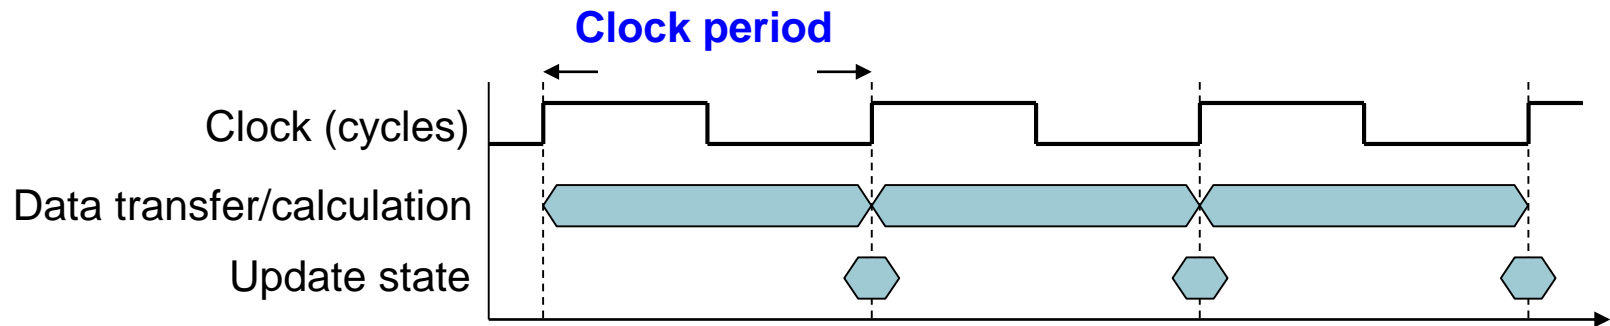 Clock period
Clock (cycles)
Data transfer/calculation
Update state